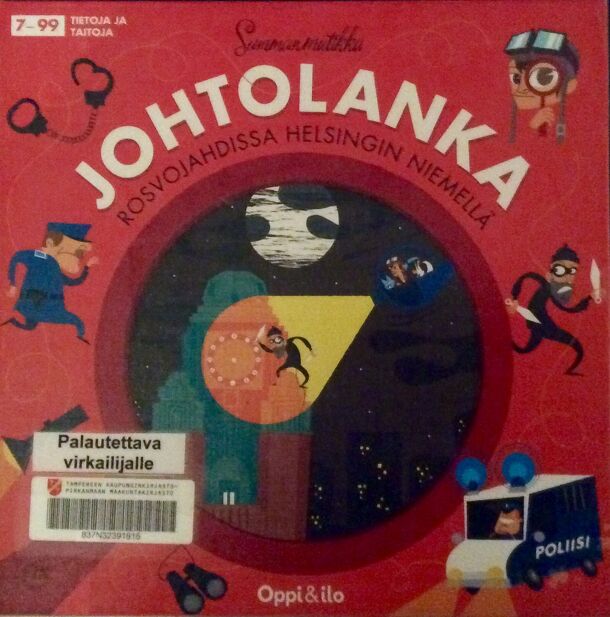 7–99
TIETOJA JA
TAITOJA
Summanmutikka
JOHTOLANKA
ROSVOJAHDISSA HELSINGIN NIEMELLÄ
Palautettava
virkailijalle
TAMPEREEN KAUPUNGINKIRJASTO-
PIRKANMAAN MAAKUNTAKIRJASTO
837N32391816
POLIISI
Oppi&ilo